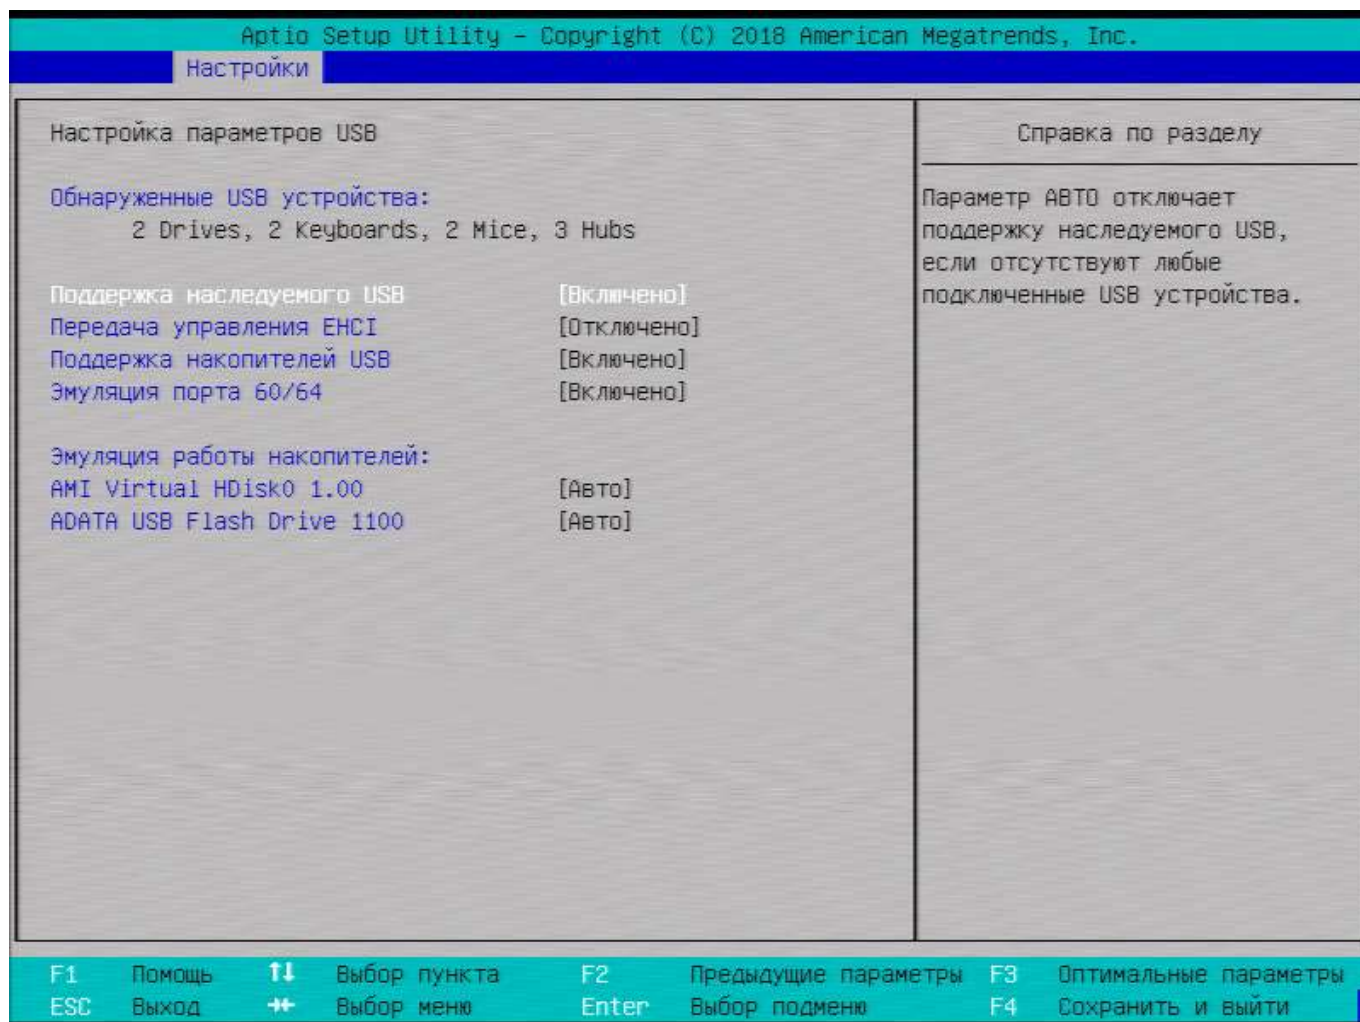 Aptio Setup Utility – Copyright (C) 2018 American Megatrends, Inc.
Настройки
Настройка параметров USB
Обнаруженные USB устройства:
2 Drives, 2 Keyboards, 2 Mice, 3 Hubs
Поддержка наследуемого USB [Включено]
Передача управления EHCI [Отключено]
Поддержка накопителей USB [Включено]
Эмуляция порта 60/64 [Включено]
Эмуляция работы накопителей:
AMI Virtual HDisk0 1.00 [Авто]
ADATA USB Flash Drive 1100 [Авто]
Справка по разделу
Параметр АВТО отключает
поддержку наследуемого USB,
если отсутствуют любые
подключенные USB устройства.
F1 Помощь ↑↓ Выбор пункта F2 Предыдущие параметры F3 Оптимальные параметры
ESC Выход →← Выбор меню Enter Выбор подменю F4 Сохранить и выйти